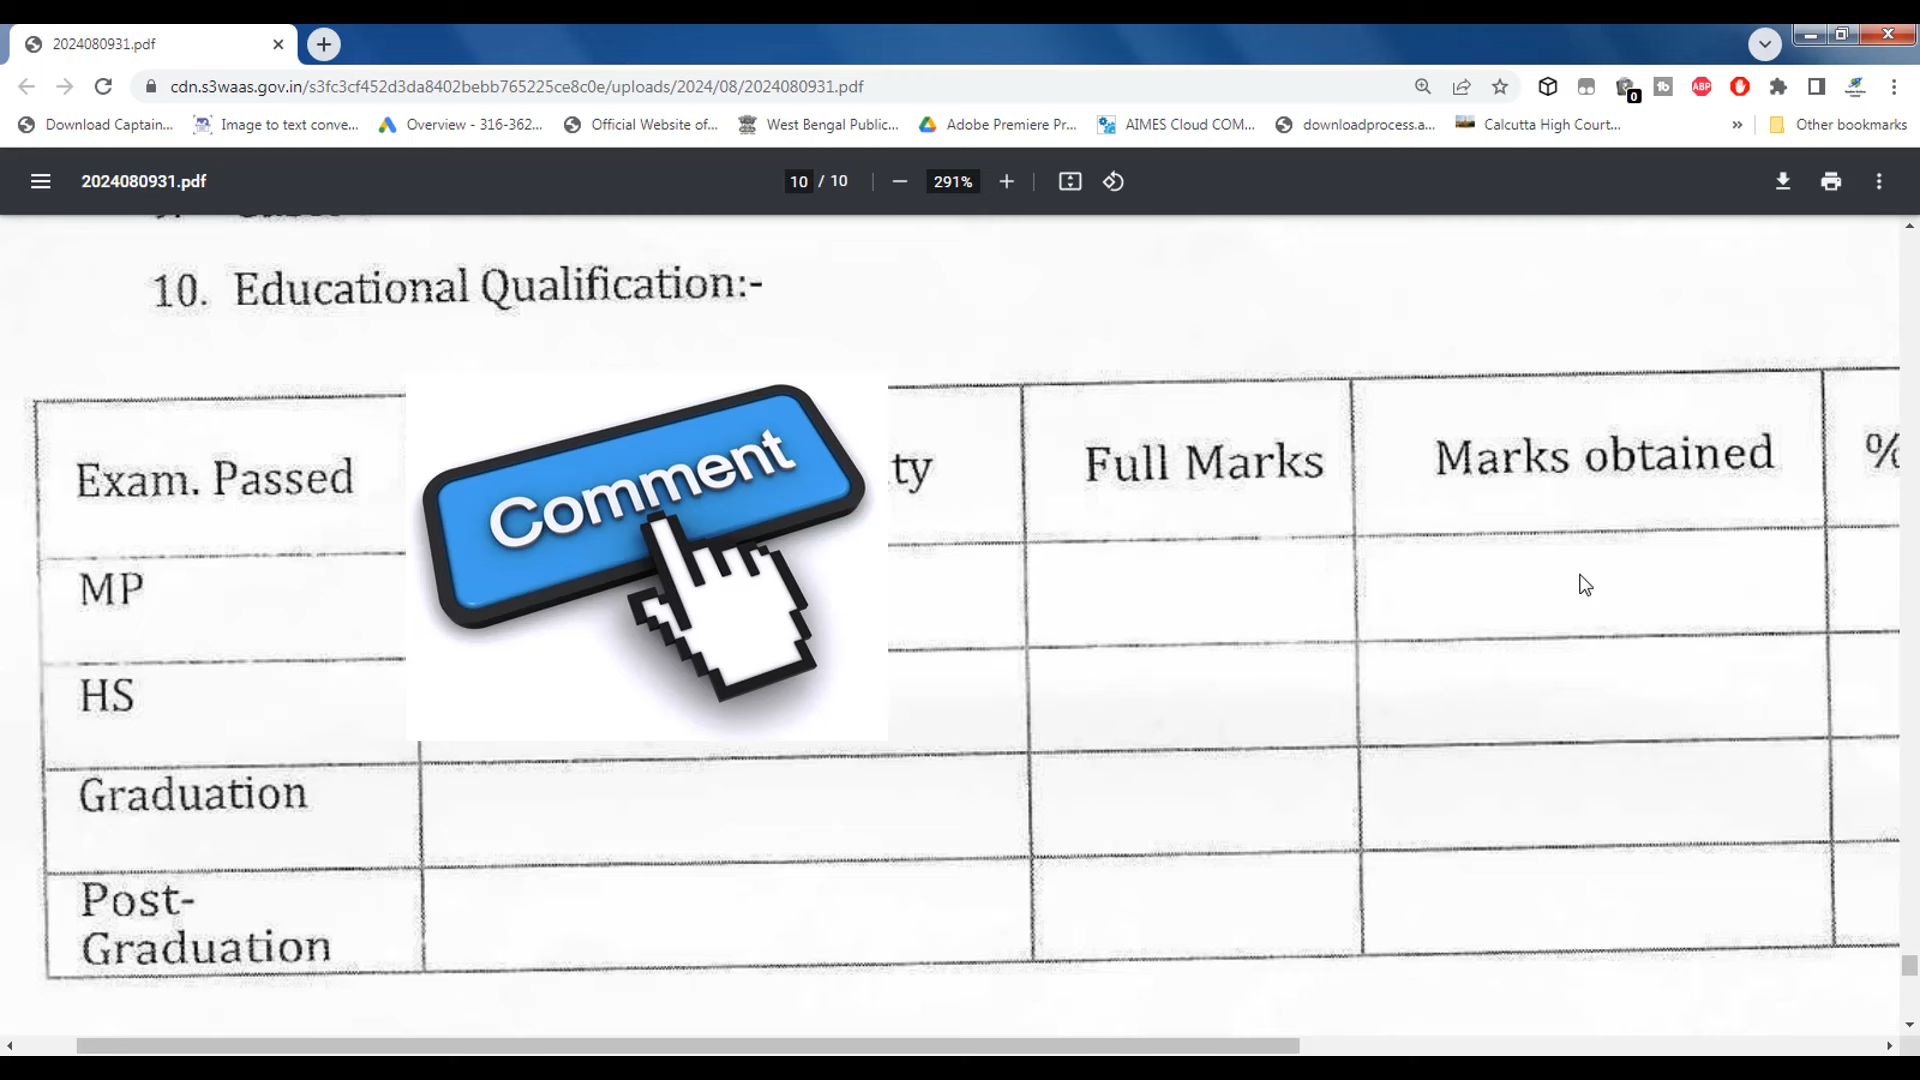 2024080931.pdf
cdn.s3waas.gov.in/s3fc3cf452d3da8402bebb765225ce8c0e/uploads/2024/08/2024080931.pdf
0
ABP
Download Captain... Image to text conve... Overview - 316-362... Official Website of... West Bengal Public... Adobe Premiere Pr... AIMES Cloud COM... downloadprocess.a... Calcutta High Court... » Other bookmarks
2024080931.pdf 10 / 10 291%
10. Educational Qualification:-
Exam. Passed ty Full Marks Marks obtained %
Comment
MP
HS
Graduation
Post-
Graduation